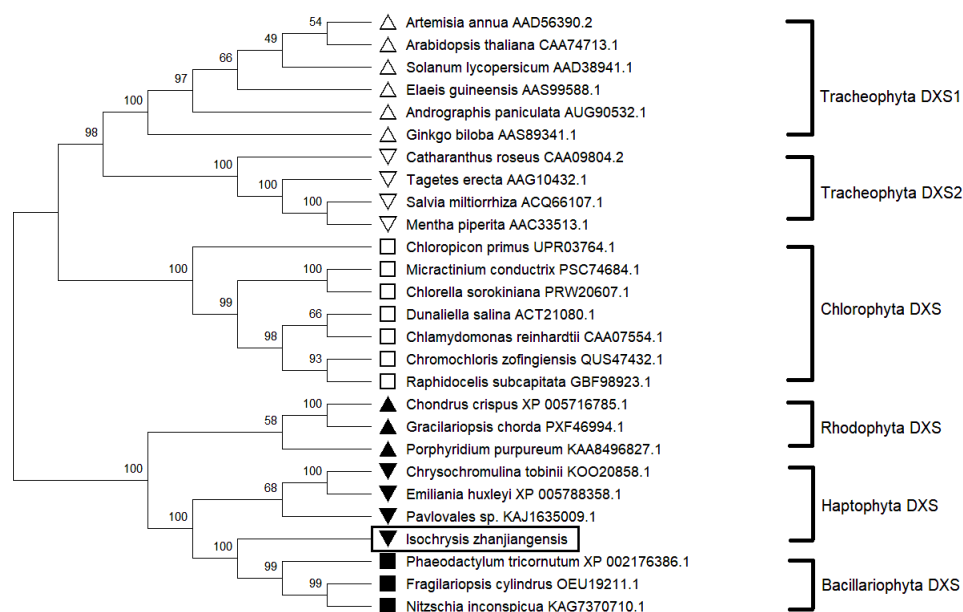 54
Artemisia annua AAD56390.2
49
Arabidopsis thaliana CAA74713.1
66
Solanum lycopersicum AAD38941.1
97
Elaeis guineensis AAS99588.1
Tracheophyta DXS1
100
Andrographis paniculata AUG90532.1
98
Ginkgo biloba AAS89341.1
100
Catharanthus roseus CAA09804.2
100
Tagetes erecta AAG10432.1
Tracheophyta DXS2
100
Salvia miltiorrhiza ACQ66107.1
Mentha piperita AAC33513.1
100
Chloropicon primus UPR03764.1
100
Micractinium conductrix PSC74684.1
99
Chlorella sorokiniana PRW20607.1
Chlorophyta DXS
66
Dunaliella salina ACT21080.1
98
Chlamydomonas reinhardtii CAA07554.1
93
Chromochloris zofingiensis QUS47432.1
Raphidocelis subcapitata GBF98923.1
100
Chondrus crispus XP 005716785.1
58
Gracilariopsis chorda PXF46994.1
Rhodophyta DXS
100
Porphyridium purpureum KAA8496827.1
100
Chrysochromulina tobinii KOO20858.1
68
Emiliania huxleyi XP 005788358.1
Haptophyta DXS
100
Pavlovales sp. KAJ1635009.1
100
Isochrysis zhanjiangensis
99
Phaeodactylum tricornutum XP 002176386.1
99
Fragilariopsis cylindrus OEU19211.1
Bacillariophyta DXS
Nitzschia inconspicua KAG7370710.1